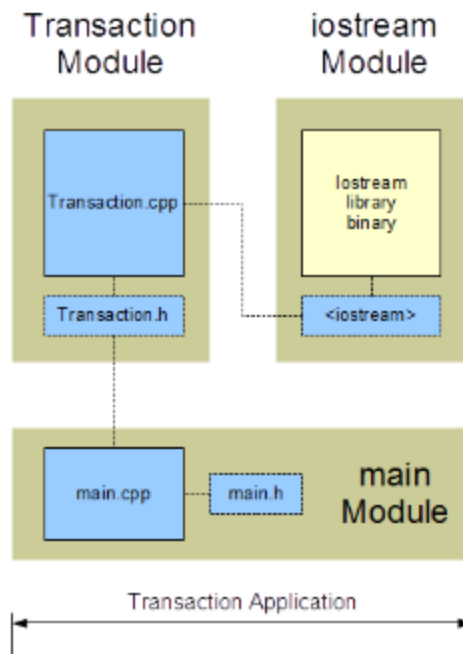 Transaction
Module
iostream
Module
Transaction.cpp
Iostream
library
binary
Transaction.h
<iostream>
main.cpp
main.h
main
Module
Transaction Application